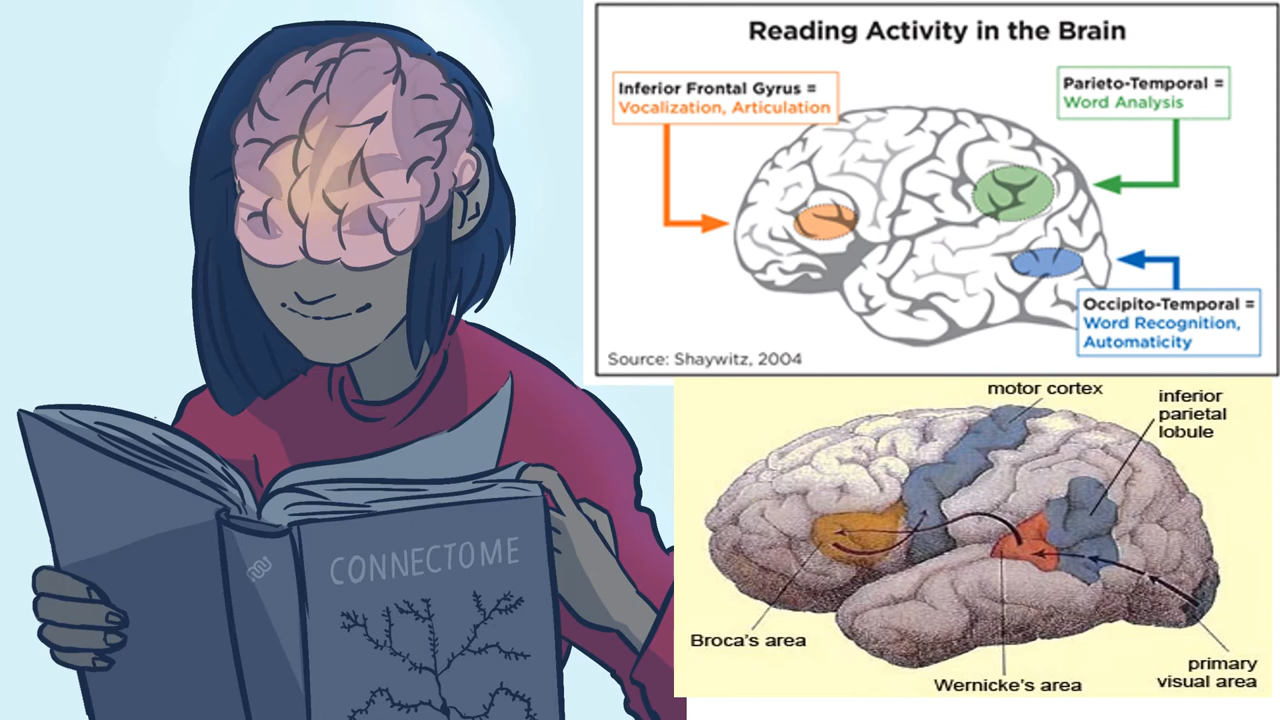 CONNECTOME
Reading Activity in the Brain
Inferior Frontal Gyrus =
Vocalization, Articulation
Parieto-Temporal =
Word Analysis
Occipito-Temporal =
Word Recognition,
Automaticity
Source: Shaywitz, 2004
motor cortex
inferior
parietal
lobule
Broca's area
Wernicke's area
primary
visual area